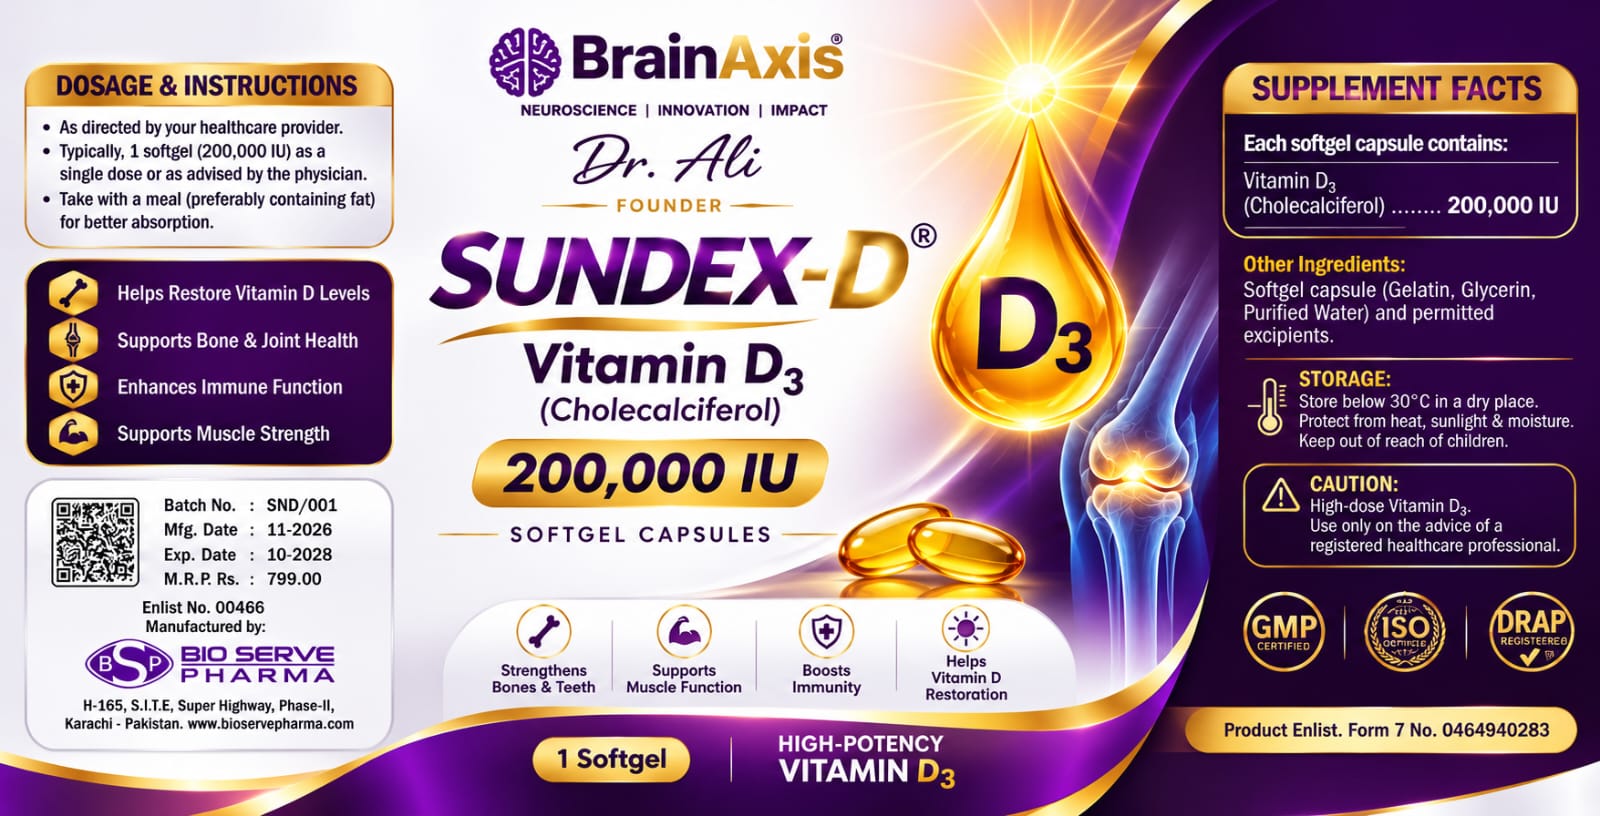 DOSAGE & INSTRUCTIONS
• As directed by your healthcare provider.
• Typically, 1 softgel (200,000 IU) as a
single dose or as advised by the physician.
• Take with a meal (preferably containing fat)
for better absorption.
Helps Restore Vitamin D Levels
Supports Bone & Joint Health
Enhances Immune Function
Supports Muscle Strength
Batch No. : SND/001
Mfg. Date : 11-2026
Exp. Date : 10-2028
M.R.P. Rs. : 799.00
Enlist No. 00466
Manufactured by:
BSP BIO SERVE
PHARMA
H-165, S.I.T.E, Super Highway, Phase-II,
Karachi - Pakistan. www.bioservepharma.com
BrainAxis®
NEUROSCIENCE | INNOVATION | IMPACT
Dr. Ali
FOUNDER
SUNDEX-D®
Vitamin D₃
(Cholecalciferol)
200,000 IU
SOFTGEL CAPSULES
D₃
Strengthens
Bones & Teeth
Supports
Muscle Function
Boosts
Immunity
Helps
Vitamin D
Restoration
1 Softgel
HIGH-POTENCY
VITAMIN D₃
SUPPLEMENT FACTS
Each softgel capsule contains:
Vitamin D₃
(Cholecalciferol) ........ 200,000 IU
Other Ingredients:
Softgel capsule (Gelatin, Glycerin,
Purified Water) and permitted
excipients.
STORAGE:
Store below 30°C in a dry place.
Protect from heat, sunlight & moisture.
Keep out of reach of children.
CAUTION:
High-dose Vitamin D₃.
Use only on the advice of a
registered healthcare professional.
GMP
CERTIFIED
ISO
DRAP
REGISTERED
Product Enlist. Form 7 No. 0464940283